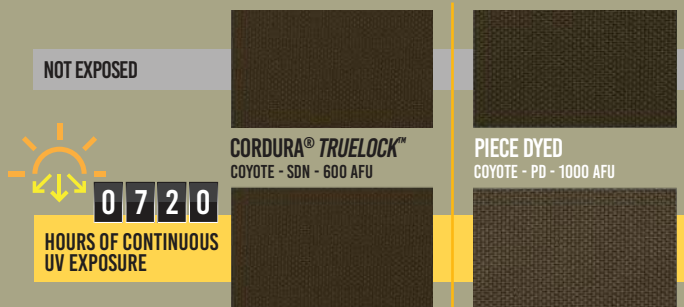 NOT EXPOSED
CORDURA® TRUELOCK™
COYOTE - SDN - 600 AFU
PIECE DYED
COYOTE - PD - 1000 AFU
0720
HOURS OF CONTINUOUS
UV EXPOSURE